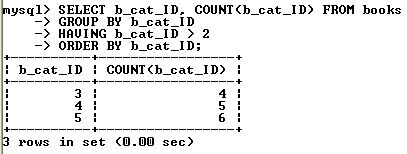 mysql> SELECT b_cat_ID, COUNT(b_cat_ID) FROM books
    -> GROUP BY b_cat_ID
    -> HAVING b_cat_ID > 2
    -> ORDER BY b_cat_ID;
+----------+-----------------+
| b_cat_ID | COUNT(b_cat_ID) |
+----------+-----------------+
|        3 |               4 |
|        4 |               5 |
|        5 |               6 |
+----------+-----------------+
3 rows in set (0.00 sec)